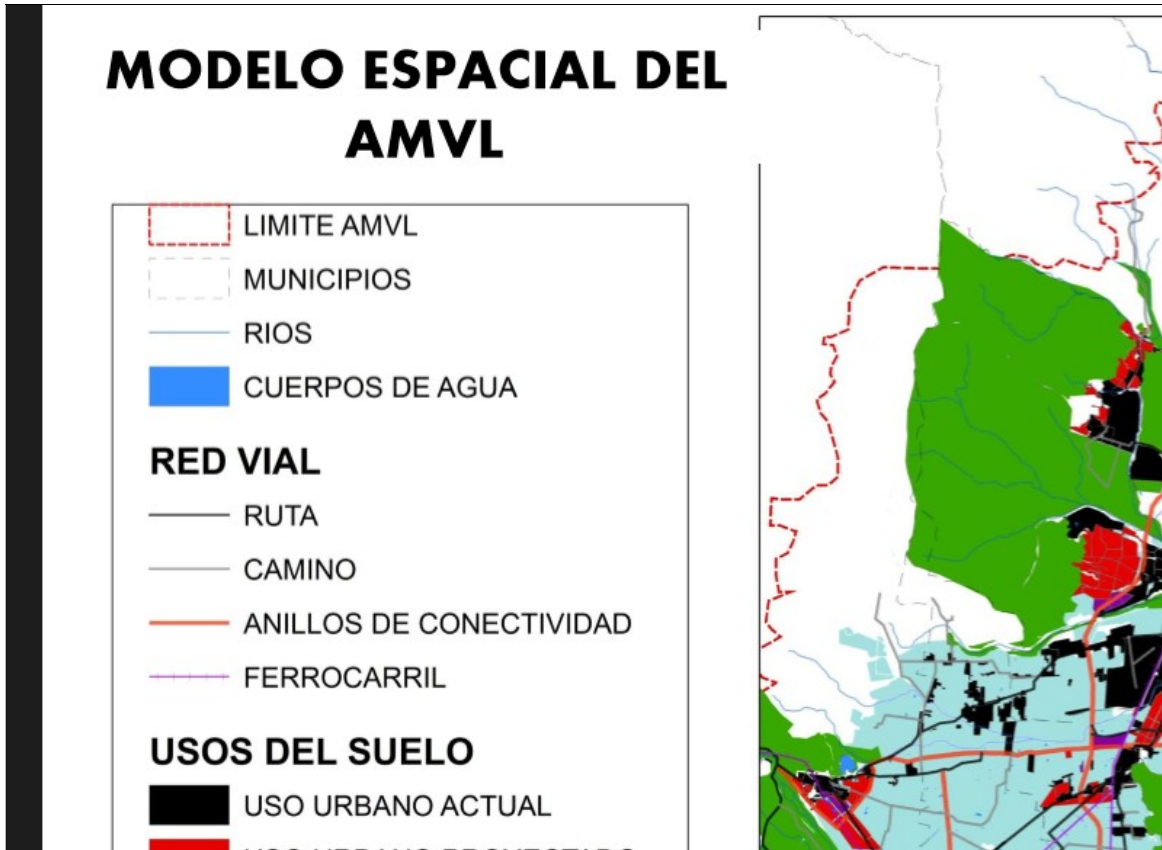 MODELO ESPACIAL DEL
AMVL
LIMITE AMVL
MUNICIPIOS
RIOS
CUERPOS DE AGUA
RED VIAL
RUTA
CAMINO
ANILLOS DE CONECTIVIDAD
FERROCARRIL
USOS DEL SUELO
USO URBANO ACTUAL